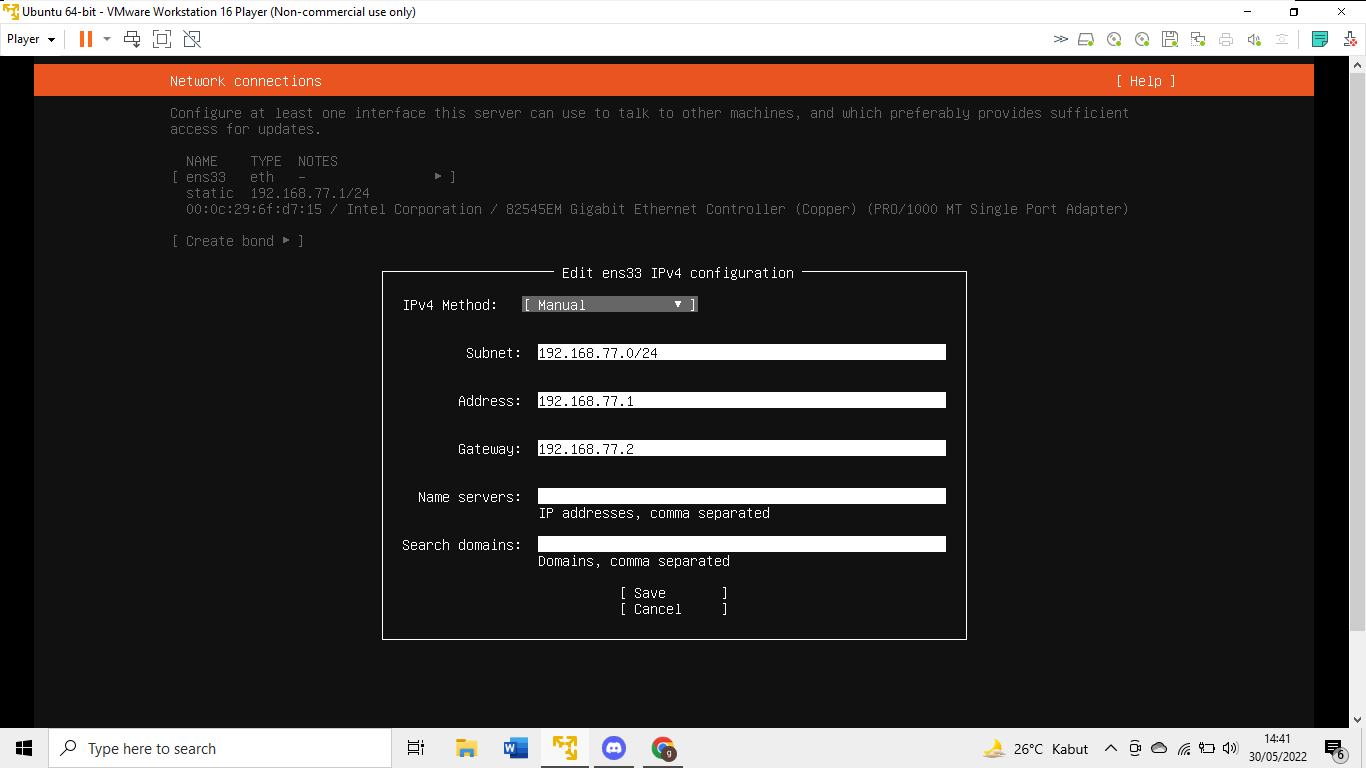 Ubuntu 64-bit - VMware Workstation 16 Player (Non-commercial use only)
Player
Network connections [ Help ]
Configure at least one interface this server can use to talk to other machines, and which preferably provides sufficient
access for updates.
NAME TYPE NOTES
[ ens33 eth – ▸ ]
static 192.168.77.1/24
00:0c:29:6f:d7:15 / Intel Corporation / 82545EM Gigabit Ethernet Controller (Copper) (PRO/1000 MT Single Port Adapter)
[ Create bond ▸ ]
Edit ens33 IPv4 configuration
IPv4 Method: [ Manual ▾ ]
Subnet: 192.168.77.0/24
Address: 192.168.77.1
Gateway: 192.168.77.2
Name servers:
IP addresses, comma separated
Search domains:
Domains, comma separated
[ Save ]
[ Cancel ]
Type here to search
26°C Kabut
14:41
30/05/2022
6